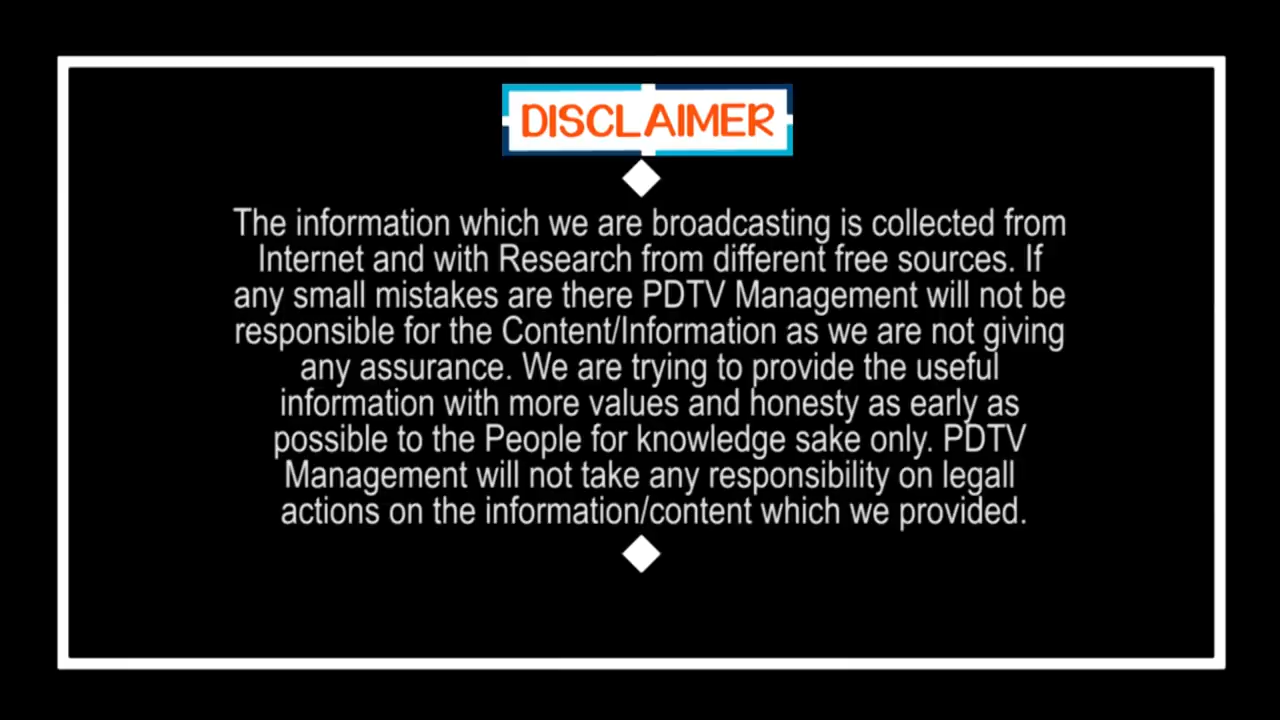 DISCLAIMER
The information which we are broadcasting is collected from
Internet and with Research from different free sources. If
any small mistakes are there PDTV Management will not be
responsible for the Content/Information as we are not giving
any assurance. We are trying to provide the useful
information with more values and honesty as early as
possible to the People for knowledge sake only. PDTV
Management will not take any responsibility on legall
actions on the information/content which we provided.